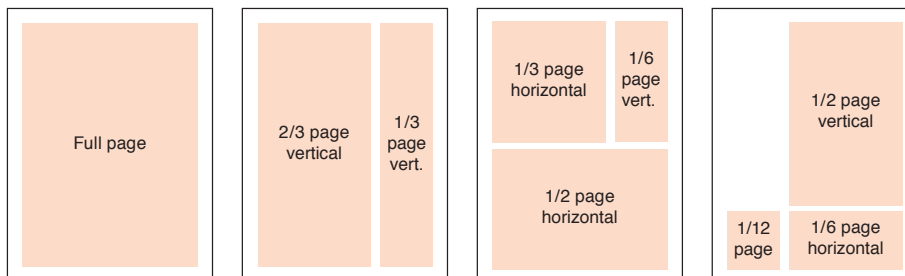 Full page
2/3 page
vertical
1/3
page
vert.
1/3 page
horizontal
1/6
page
vert.
1/2 page
horizontal
1/2 page
vertical
1/12
page
1/6 page
horizontal